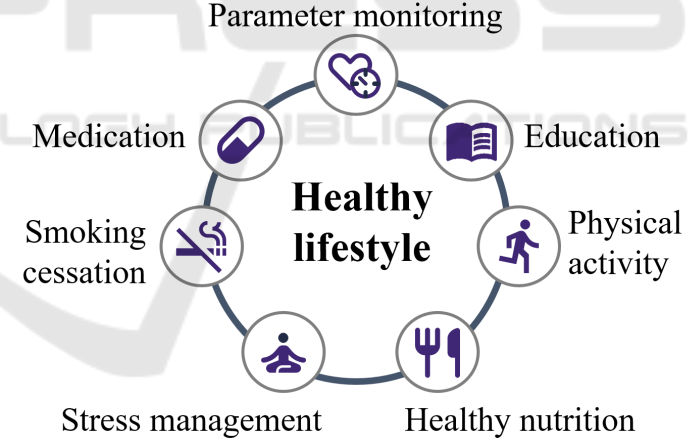 Parameter monitoring
Medication
Education
Healthy
lifestyle
Smoking
cessation
Physical
activity
Stress management
Healthy nutrition